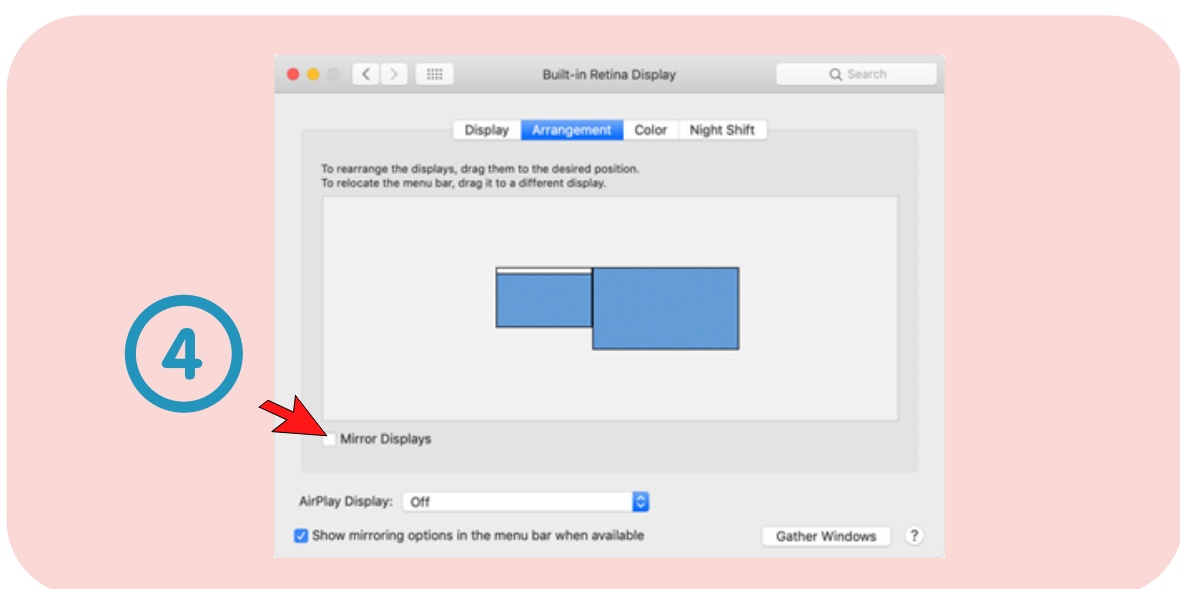 Built-in Retina Display
Search
Display Arrangement Color Night Shift
To rearrange the displays, drag them to the desired position.
To relocate the menu bar, drag it to a different display.
4
Mirror Displays
AirPlay Display: Off
Show mirroring options in the menu bar when available
Gather Windows ?